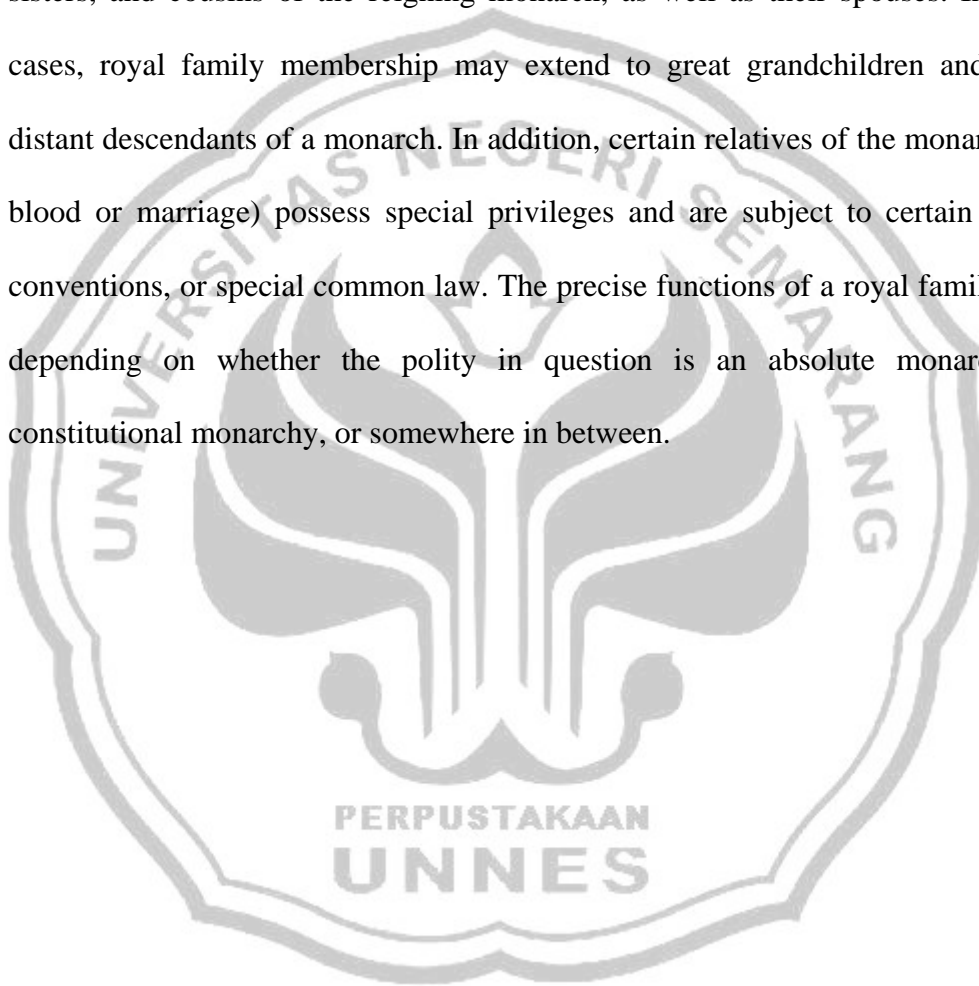 sisters, and cousins of the reigning monarch, as well as their spouses.
cases, royal family membership may extend to great grandchildren and
distant descendants of a monarch. In addition, certain relatives of the
blood or marriage) possess special privileges and are subject to certain
conventions, or special common law. The precise functions of a royal
depending on whether the polity in question is an absolute
constitutional monarchy, or somewhere in between.
UNIVERSITAS NEGERI SEMARANG
PERPUSTAKAAN
UNNES